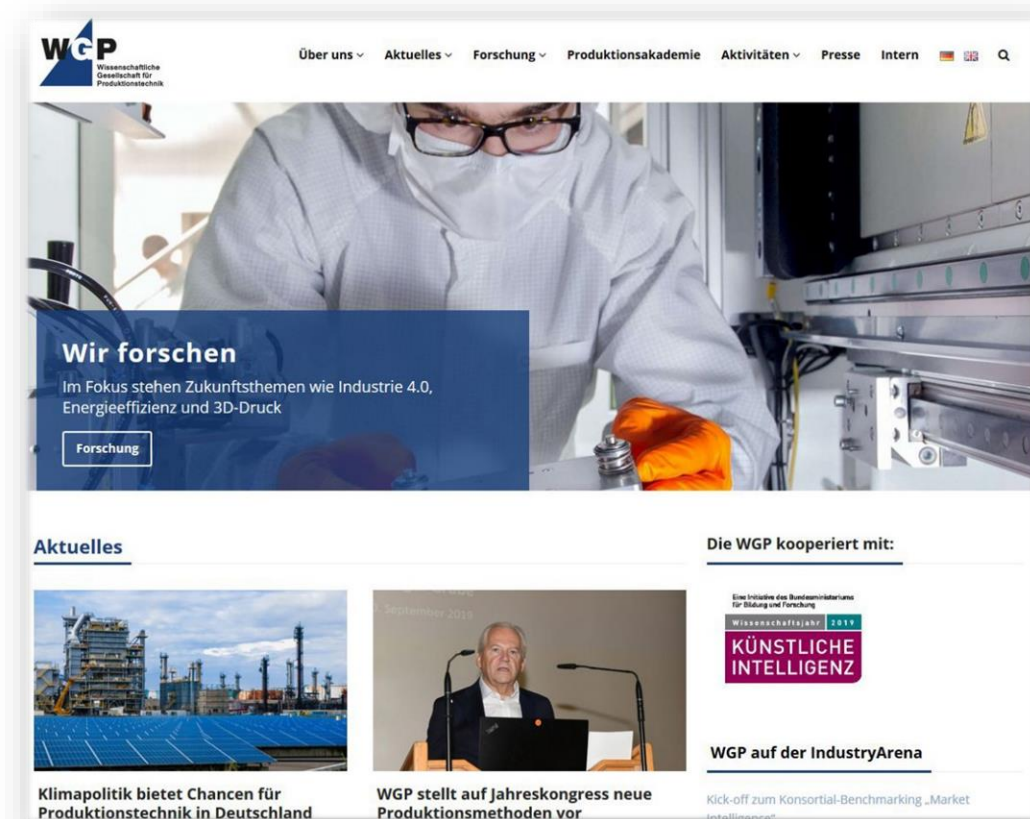 WGP
Wissenschaftliche
Gesellschaft für
Produktionstechnik
Über uns
Aktuelles
Forschung
Produktionsakademie
Aktivitäten
Presse
Intern
Wir forschen
Im Fokus stehen Zukunftsthemen wie Industrie 4.0,
Energieeffizienz und 3D-Druck
Forschung
Aktuelles
September 2019
Klimapolitik bietet Chancen für
Produktionstechnik in Deutschland
WGP stellt auf Jahreskongress neue
Produktionsmethoden vor
Die WGP kooperiert mit:
Eine Initiative des Bundesministeriums
für Bildung und Forschung
Wissenschaftsjahr 2019
KÜNSTLICHE
INTELLIGENZ
WGP auf der IndustryArena
Kick-off zum Konsortial-Benchmarking „Market
Intelligence“